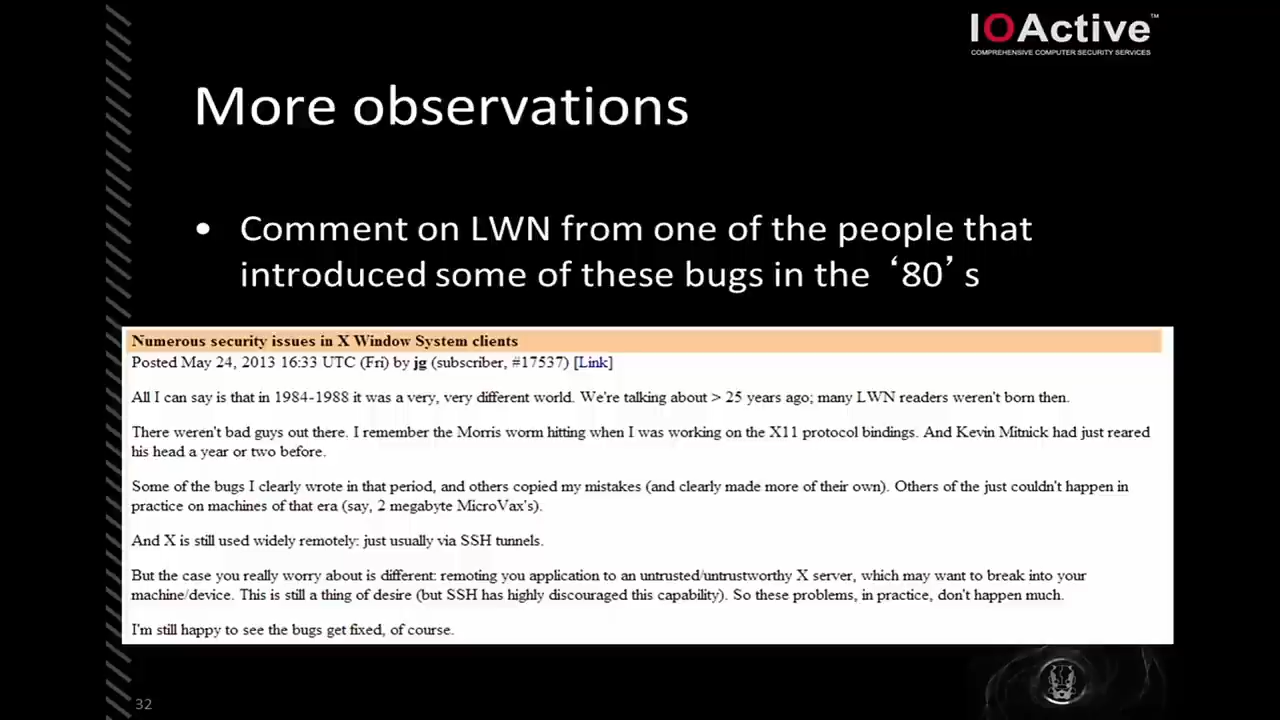 IOActive™
COMPREHENSIVE COMPUTER SECURITY SERVICES
More observations
• Comment on LWN from one of the people that
introduced some of these bugs in the ‘80’s
Numerous security issues in X Window System clients
Posted May 24, 2013 16:33 UTC (Fri) by jg (subscriber, #17537) [Link]
All I can say is that in 1984-1988 it was a very, very different world. We're talking about > 25 years ago; many LWN readers weren't born then.
There weren't bad guys out there. I remember the Morris worm hitting when I was working on the X11 protocol bindings. And Kevin Mitnick had just reared
his head a year or two before.
Some of the bugs I clearly wrote in that period, and others copied my mistakes (and clearly made more of their own). Others of the just couldn't happen in
practice on machines of that era (say, 2 megabyte MicroVax's).
And X is still used widely remotely: just usually via SSH tunnels.
But the case you really worry about is different: remoting you application to an untrusted/untrustworthy X server, which may want to break into your
machine/device. This is still a thing of desire (but SSH has highly discouraged this capability). So these problems, in practice, don't happen much.
I'm still happy to see the bugs get fixed, of course.
32